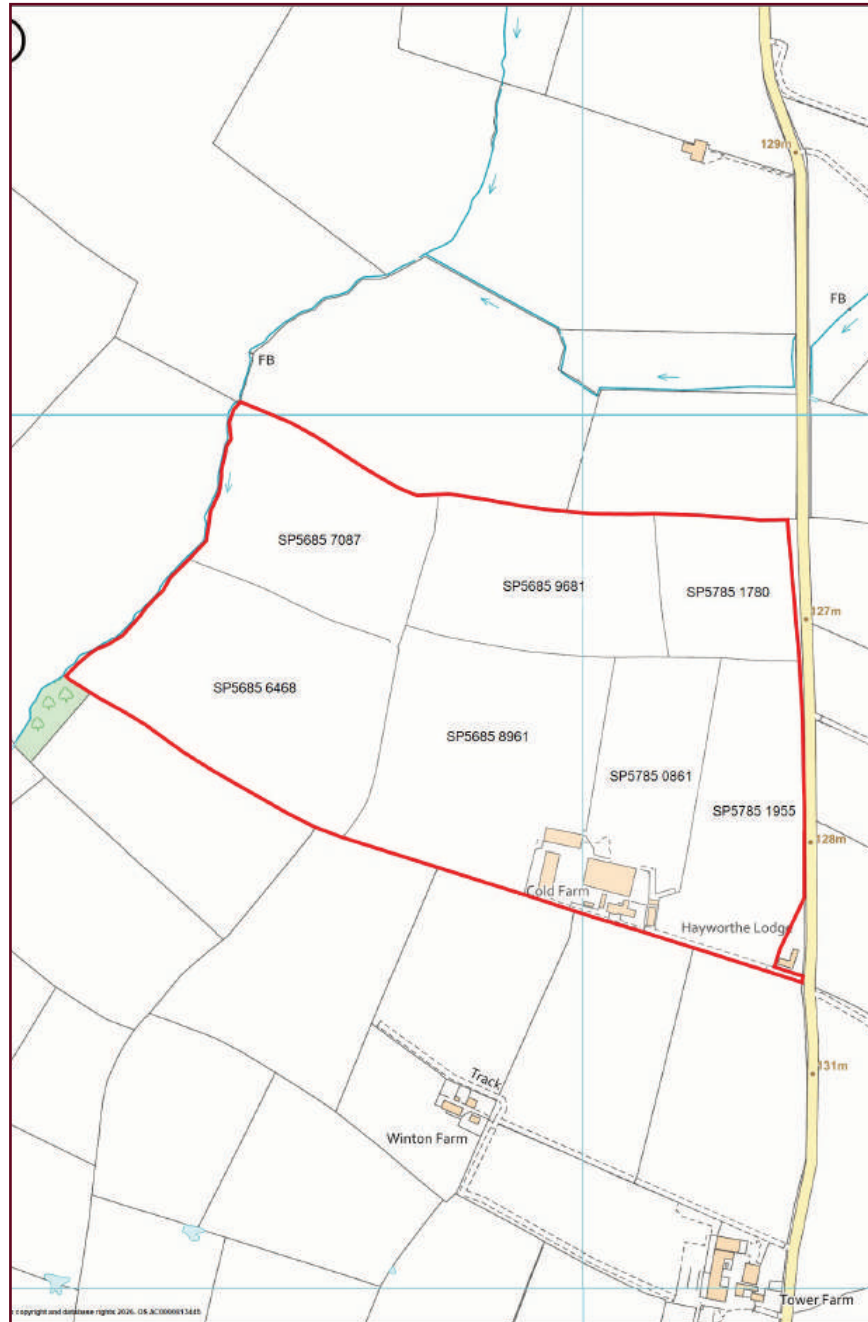 129m
FB
FB
SP5685 7087
SP5685 9681
SP5785 1780
127m
SP5685 6468
SP5685 8961
SP5785 0861
SP5785 1955
128m
Cold Farm
Hayworthe Lodge
131m
Track
Winton Farm
Tower Farm
copyright and database rights 2026. OS AC0000813445